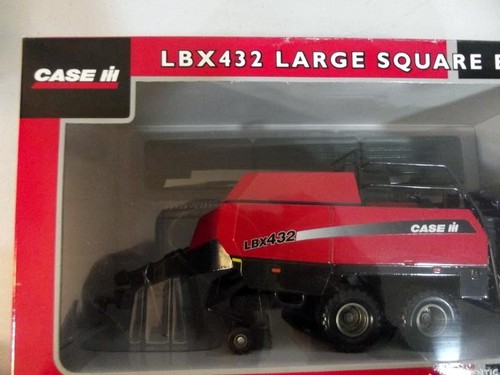 CASE IH
LBX432 LARGE SQUARE
LBX432
CASE IH